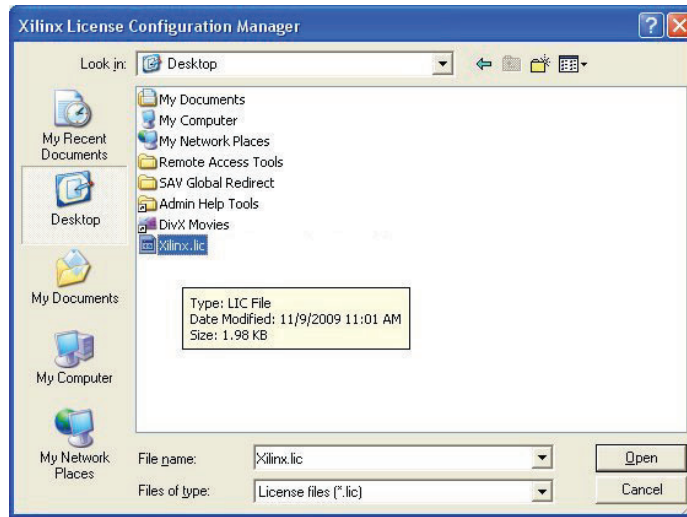 Xilinx License Configuration Manager
Look in: Desktop
My Recent
Documents
Desktop
My Documents
My Computer
My Network
Places
My Documents
My Computer
My Network Places
Remote Access Tools
SAV Global Redirect
Admin Help Tools
DivX Movies
Xilinx.lic
Type: LIC File
Date Modified: 11/9/2009 11:01 AM
Size: 1.98 KB
File name: Xilinx.lic Open
Files of type: License files (*.lic) Cancel